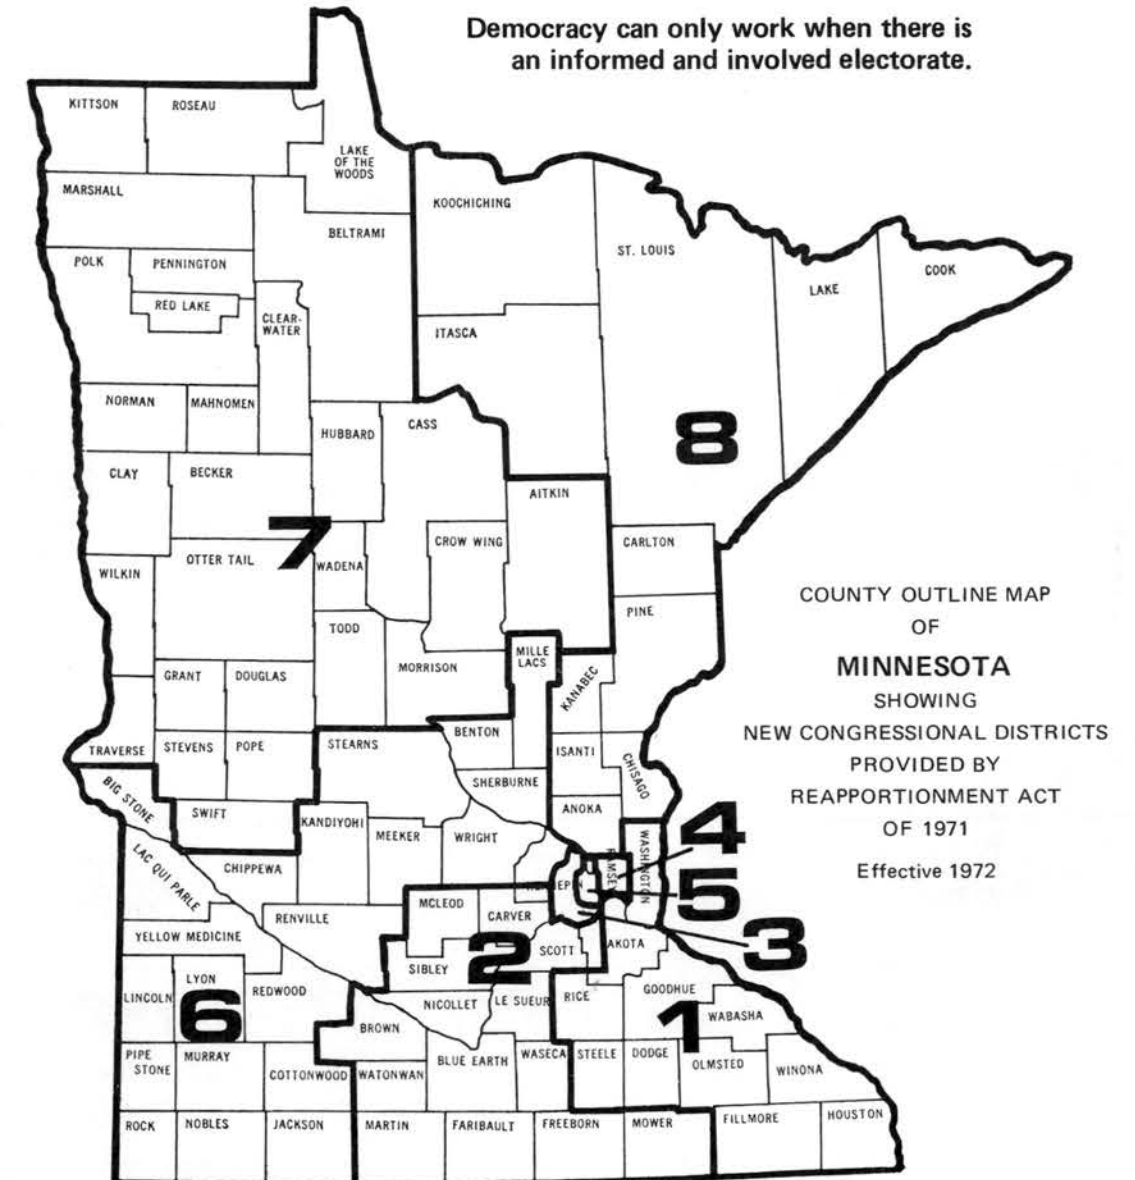 Democracy can only work when there is
an informed and involved electorate.
KITTSON
ROSEAU
LAKE
OF THE
WOODS
MARSHALL
KOOCHICHING
BELTRAMI
ST. LOUIS
POLK
PENNINGTON
COOK
LAKE
RED LAKE
CLEAR-
WATER
ITASCA
NORMAN
MAHNOMEN
HUBBARD
CASS
8
CLAY
BECKER
AITKIN
7
CROW WING
CARLTON
OTTER TAIL
WADENA
WILKIN
PINE
TODD
MILLE
LACS
MORRISON
KANABEC
GRANT
DOUGLAS
COUNTY OUTLINE MAP
OF
MINNESOTA
SHOWING
NEW CONGRESSIONAL DISTRICTS
PROVIDED BY
REAPPORTIONMENT ACT
OF 1971
Effective 1972
TRAVERSE
STEVENS
POPE
STEARNS
BENTON
ISANTI
CHISAGO
BIG STONE
SHERBURNE
SWIFT
KANDIYOHI
ANOKA
MEEKER
WRIGHT
4
WASHINGTON
LAC QUI PARLE
CHIPPEWA
5
MCLEOD
CARVER
RENVILLE
3
YELLOW MEDICINE
2
SCOTT
AKOTA
SIBLEY
LYON
LINCOLN
REDWOOD
NICOLLET
LE SUEUR
RICE
GOODHUE
6
1
WABASHA
BROWN
PIPE
STONE
MURRAY
COTTONWOOD
WATONWAN
BLUE EARTH
WASECA
STEELE
DODGE
OLMSTED
WINONA
ROCK
NOBLES
JACKSON
MARTIN
FARIBAULT
FREEBORN
MOWER
FILLMORE
HOUSTON